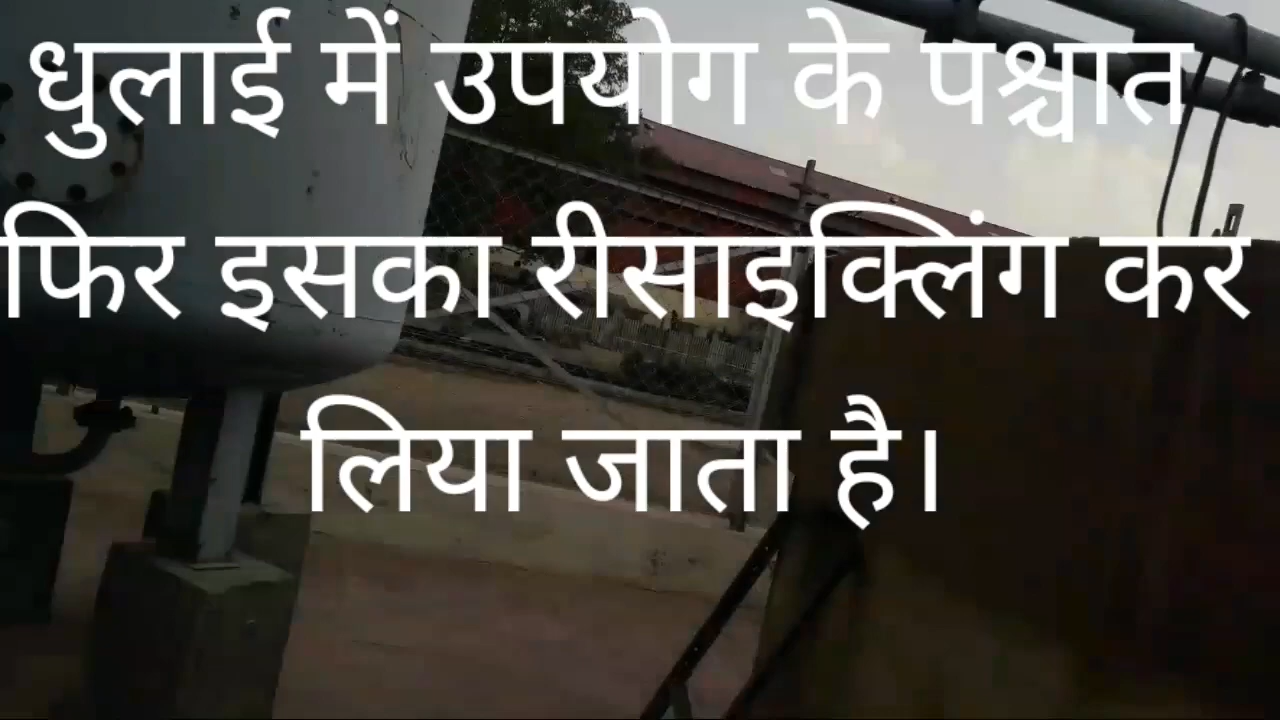 धुलाई में उपयोग के पश्चात
फिर इसका रीसाइक्लिंग कर
लिया जाता है।